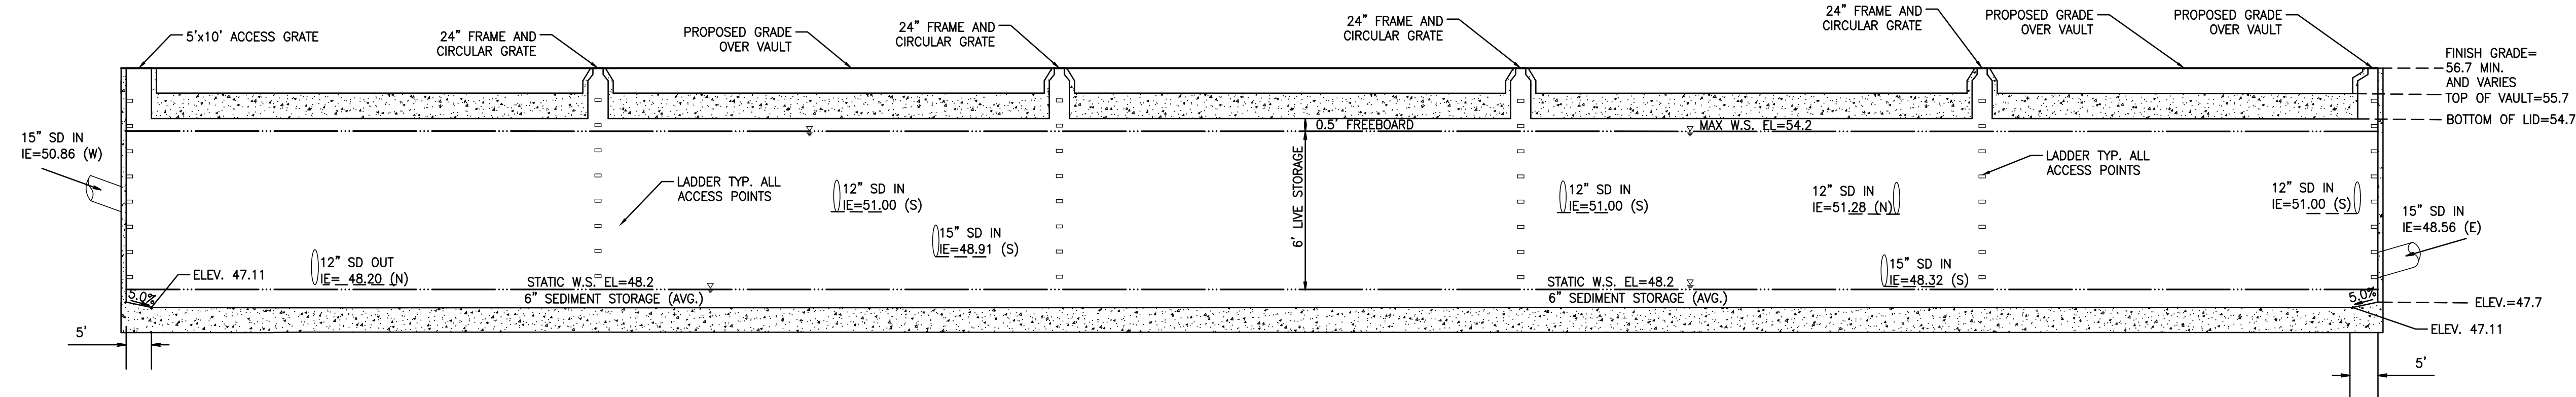 5'x10' ACCESS GRATE
24" FRAME AND
CIRCULAR GRATE
PROPOSED GRADE
OVER VAULT
24" FRAME AND
CIRCULAR GRATE
24" FRAME AND
CIRCULAR GRATE
24" FRAME AND
CIRCULAR GRATE
PROPOSED GRADE
OVER VAULT
PROPOSED GRADE
OVER VAULT
FINISH GRADE=
56.7 MIN.
AND VARIES
TOP OF VAULT=55.7
BOTTOM OF LID=54.7
0.5' FREEBOARD
MAX W.S. EL=54.2
15" SD IN
IE=50.86 (W)
LADDER TYP. ALL
ACCESS POINTS
12" SD IN
IE=51.00 (S)
15" SD IN
IE=48.91 (S)
6' LIVE STORAGE
12" SD IN
IE=51.00 (S)
12" SD IN
IE=51.28 (N)
LADDER TYP. ALL
ACCESS POINTS
12" SD IN
IE=51.00 (S)
15" SD IN
IE=48.56 (E)
12" SD OUT
IE= 48.20 (N)
15" SD IN
IE=48.32 (S)
ELEV. 47.11
5.0%
STATIC W.S. EL=48.2
6" SEDIMENT STORAGE (AVG.)
STATIC W.S. EL=48.2
6" SEDIMENT STORAGE (AVG.)
5.0%
ELEV.=47.7
ELEV. 47.11
5'
5'